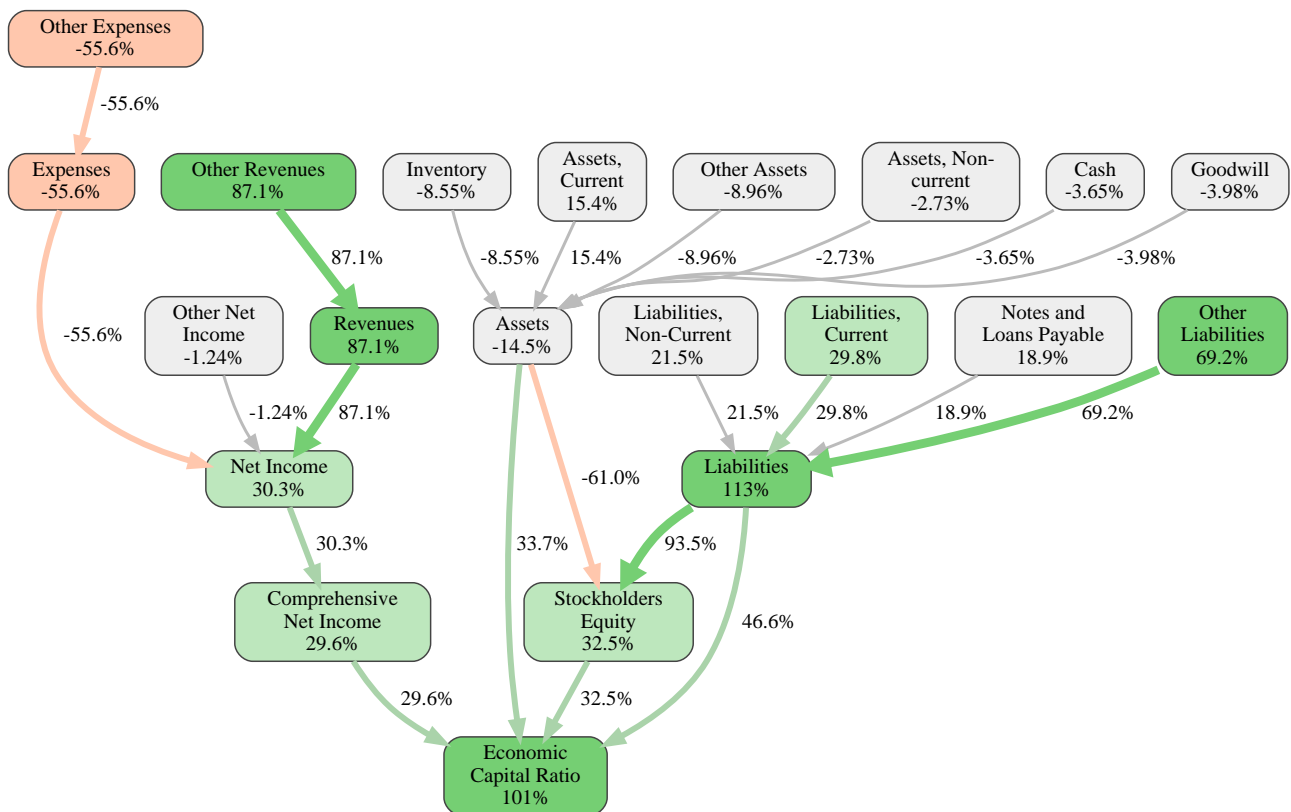 Other Expenses
-55.6%
-55.6%
Expenses
-55.6%
Other Revenues
87.1%
Inventory
-8.55%
Assets,
Current
15.4%
Other Assets
-8.96%
Assets, Non-
current
-2.73%
Cash
-3.65%
Goodwill
-3.98%
87.1%
-8.55%
15.4%
-8.96%
-2.73%
-3.65%
-3.98%
-55.6%
Other Net
Income
-1.24%
Revenues
87.1%
Assets
-14.5%
Liabilities,
Non-Current
21.5%
Liabilities,
Current
29.8%
Notes and
Loans Payable
18.9%
Other
Liabilities
69.2%
-1.24%
87.1%
21.5%
29.8%
18.9%
69.2%
Net Income
30.3%
-61.0%
Liabilities
113%
30.3%
33.7%
93.5%
Comprehensive
Net Income
29.6%
Stockholders
Equity
32.5%
46.6%
29.6%
32.5%
Economic
Capital Ratio
101%